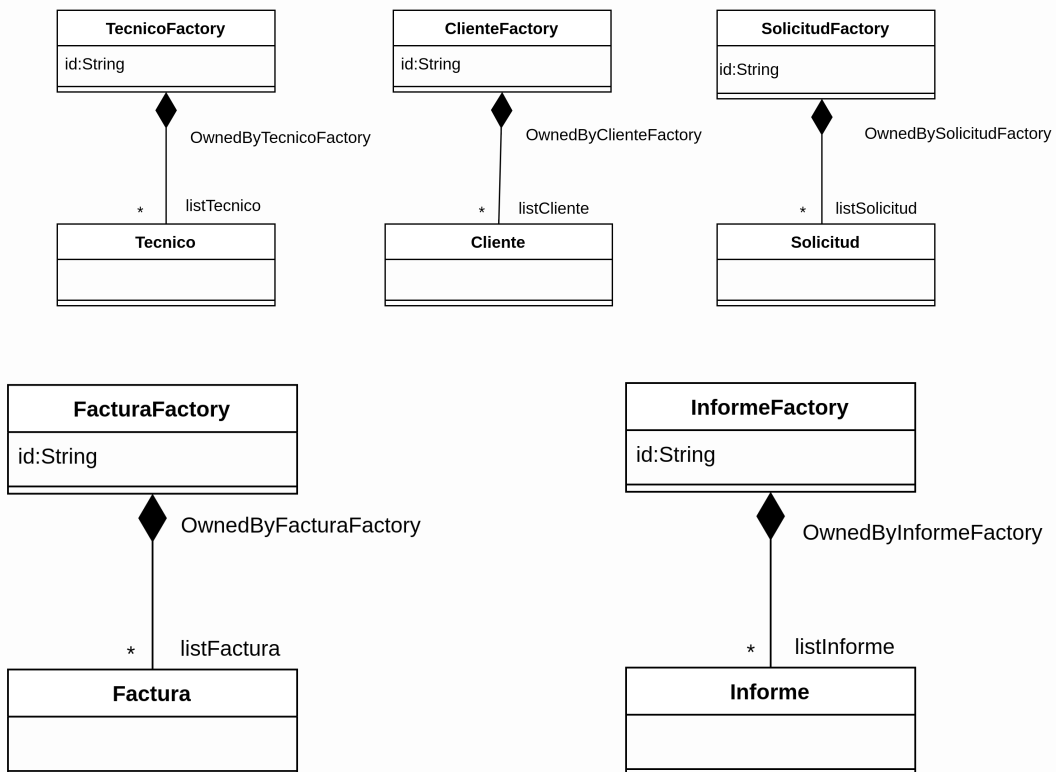 TecnicoFactory
id:String
OwnedByTecnicoFactory
* listTecnico
Tecnico
ClienteFactory
id:String
OwnedByClienteFactory
* listCliente
Cliente
SolicitudFactory
id:String
OwnedBySolicitudFactory
* listSolicitud
Solicitud
FacturaFactory
id:String
OwnedByFacturaFactory
* listFactura
Factura
InformeFactory
id:String
OwnedByInformeFactory
* listInforme
Informe